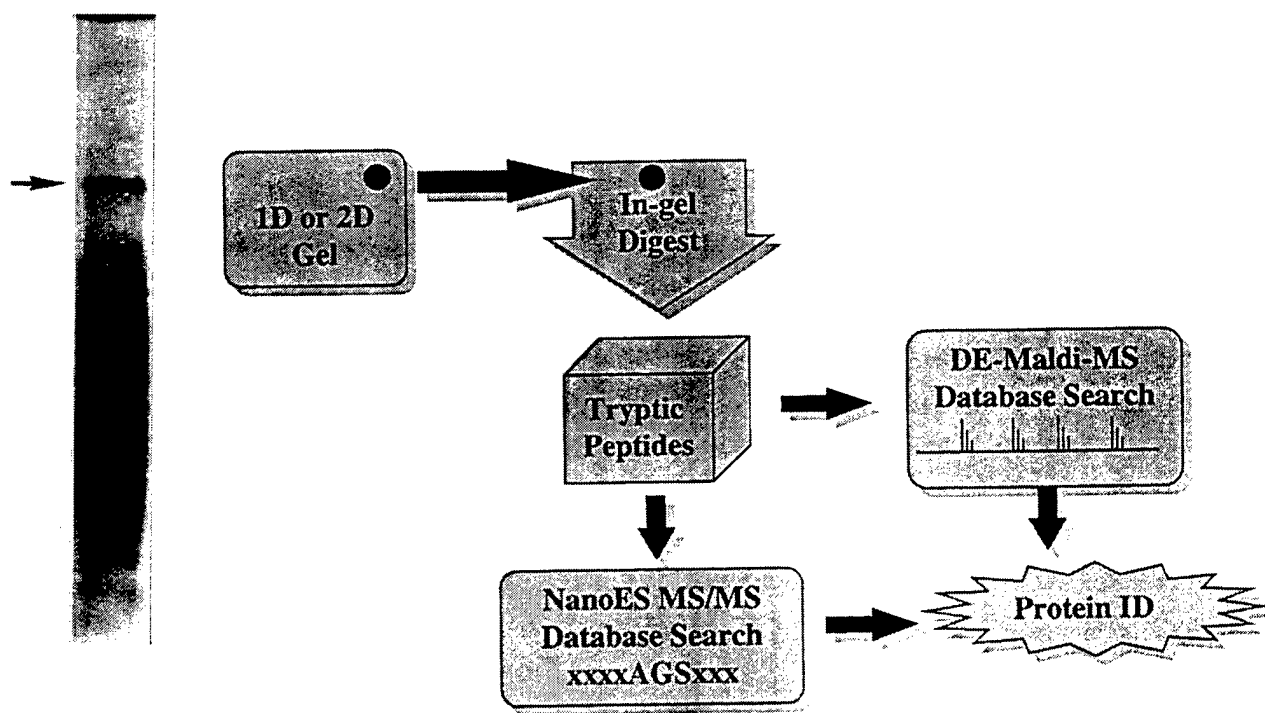 1D or 2D
Gel
In-gel
Digest
Tryptic
Peptides
DE-Maldi-MS
Database Search
NanoES MS/MS
Database Search
xxxxAGSxxx
Protein ID